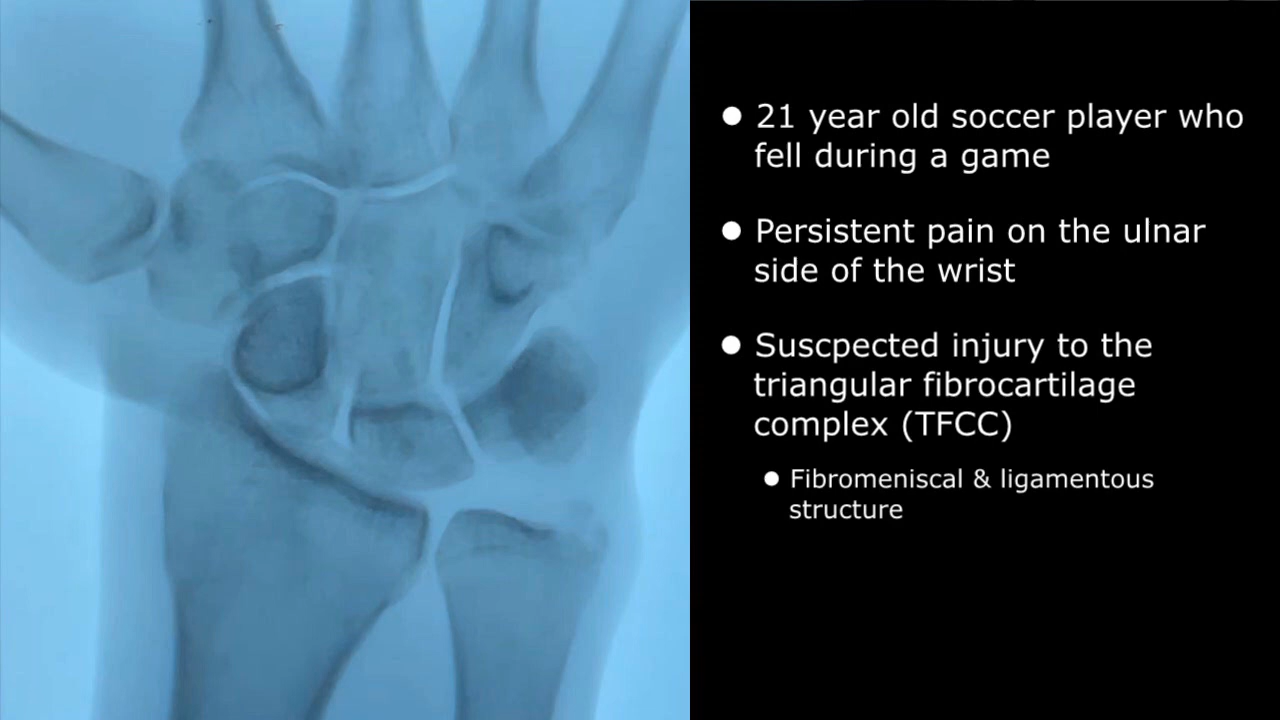 ● 21 year old soccer player who
fell during a game
● Persistent pain on the ulnar
side of the wrist
● Suscpected injury to the
triangular fibrocartilage
complex (TFCC)
● Fibromeniscal & ligamentous
structure